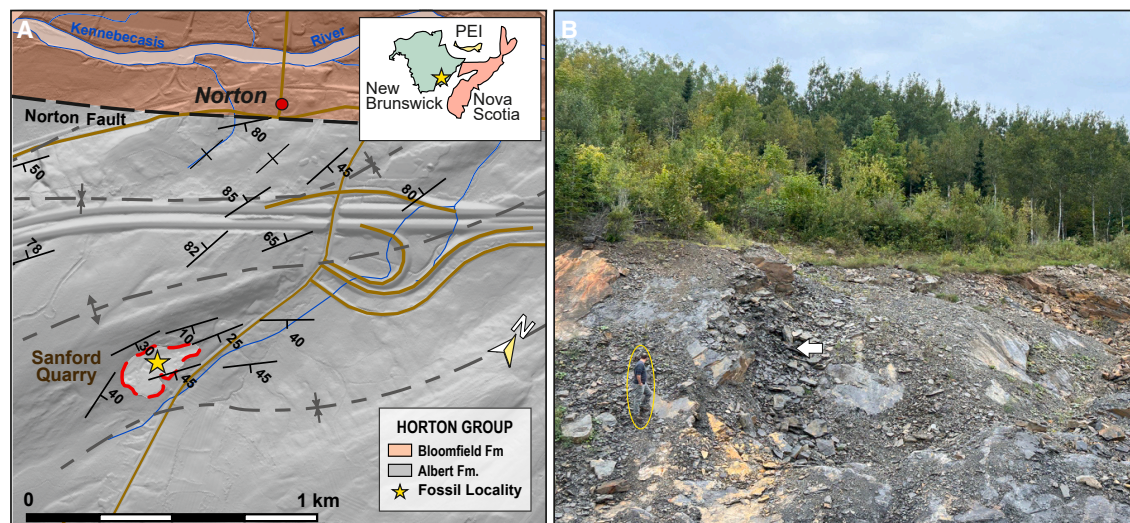 A
Kennebecasis
River
PEI
New
Brunswick
Nova
Scotia
Norton
Norton Fault
80
50
45
85
80
65
82
78
N
10
30
25
40
Sanford
Quarry
45
45
40
HORTON GROUP
Bloomfield Fm
Albert Fm.
Fossil Locality
0
1 km
B